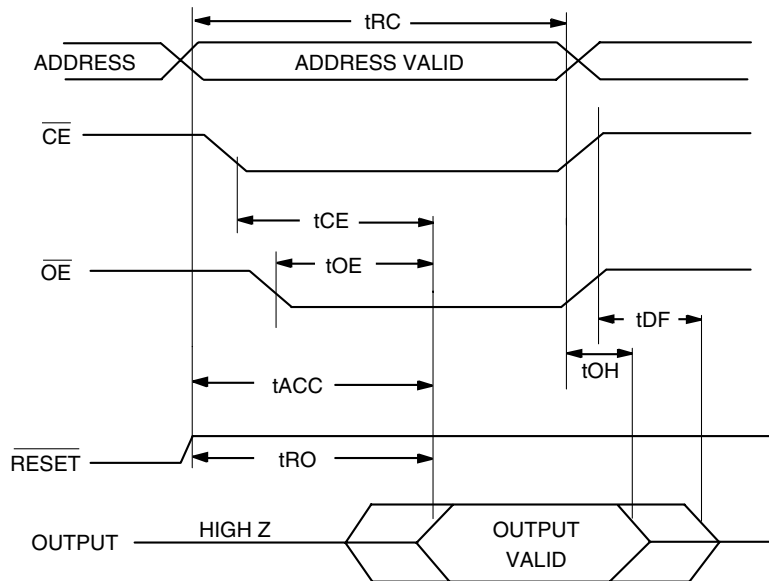 tRC
ADDRESS
ADDRESS VALID
CE
tCE
tOE
OE
tDF
tOH
tACC
RESET
tRO
OUTPUT
HIGH Z
OUTPUT
VALID